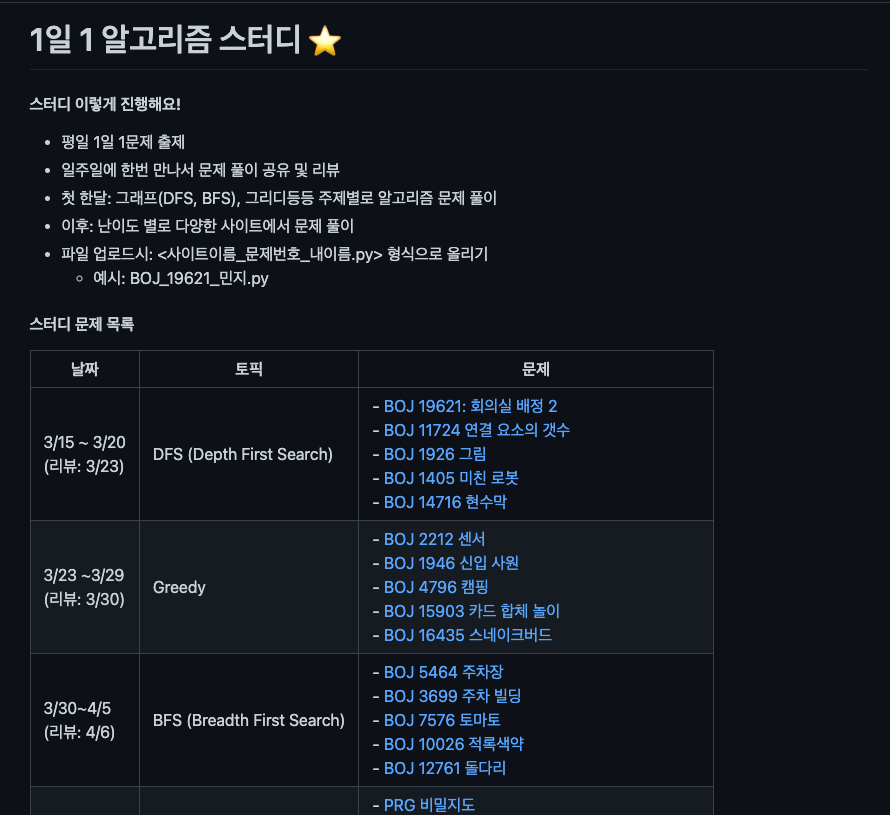 1일 1 알고리즘 스터디 ⭐
스터디 이렇게 진행해요!
• 평일 1일 1문제 출제
• 일주일에 한번 만나서 문제 풀이 공유 및 리뷰
• 첫 한달: 그래프(DFS, BFS), 그리디등등 주제별로 알고리즘 문제 풀이
• 이후: 난이도 별로 다양한 사이트에서 문제 풀이
• 파일 업로드시: <사이트이름_문제번호_내이름.py> 형식으로 올리기
◦ 예시: BOJ_19621_민지.py
스터디 문제 목록
날짜 토픽 문제
3/15 ~ 3/20
(리뷰: 3/23)
DFS (Depth First Search)
- BOJ 19621: 회의실 배정 2
- BOJ 11724 연결 요소의 갯수
- BOJ 1926 그림
- BOJ 1405 미친 로봇
- BOJ 14716 현수막
3/23 ~3/29
(리뷰: 3/30)
Greedy
- BOJ 2212 센서
- BOJ 1946 신입 사원
- BOJ 4796 캠핑
- BOJ 15903 카드 합체 놀이
- BOJ 16435 스네이크버드
3/30~4/5
(리뷰: 4/6)
BFS (Breadth First Search)
- BOJ 5464 주차장
- BOJ 3699 주차 빌딩
- BOJ 7576 토마토
- BOJ 10026 적록색약
- BOJ 12761 돌다리
- PRG 비밀지도